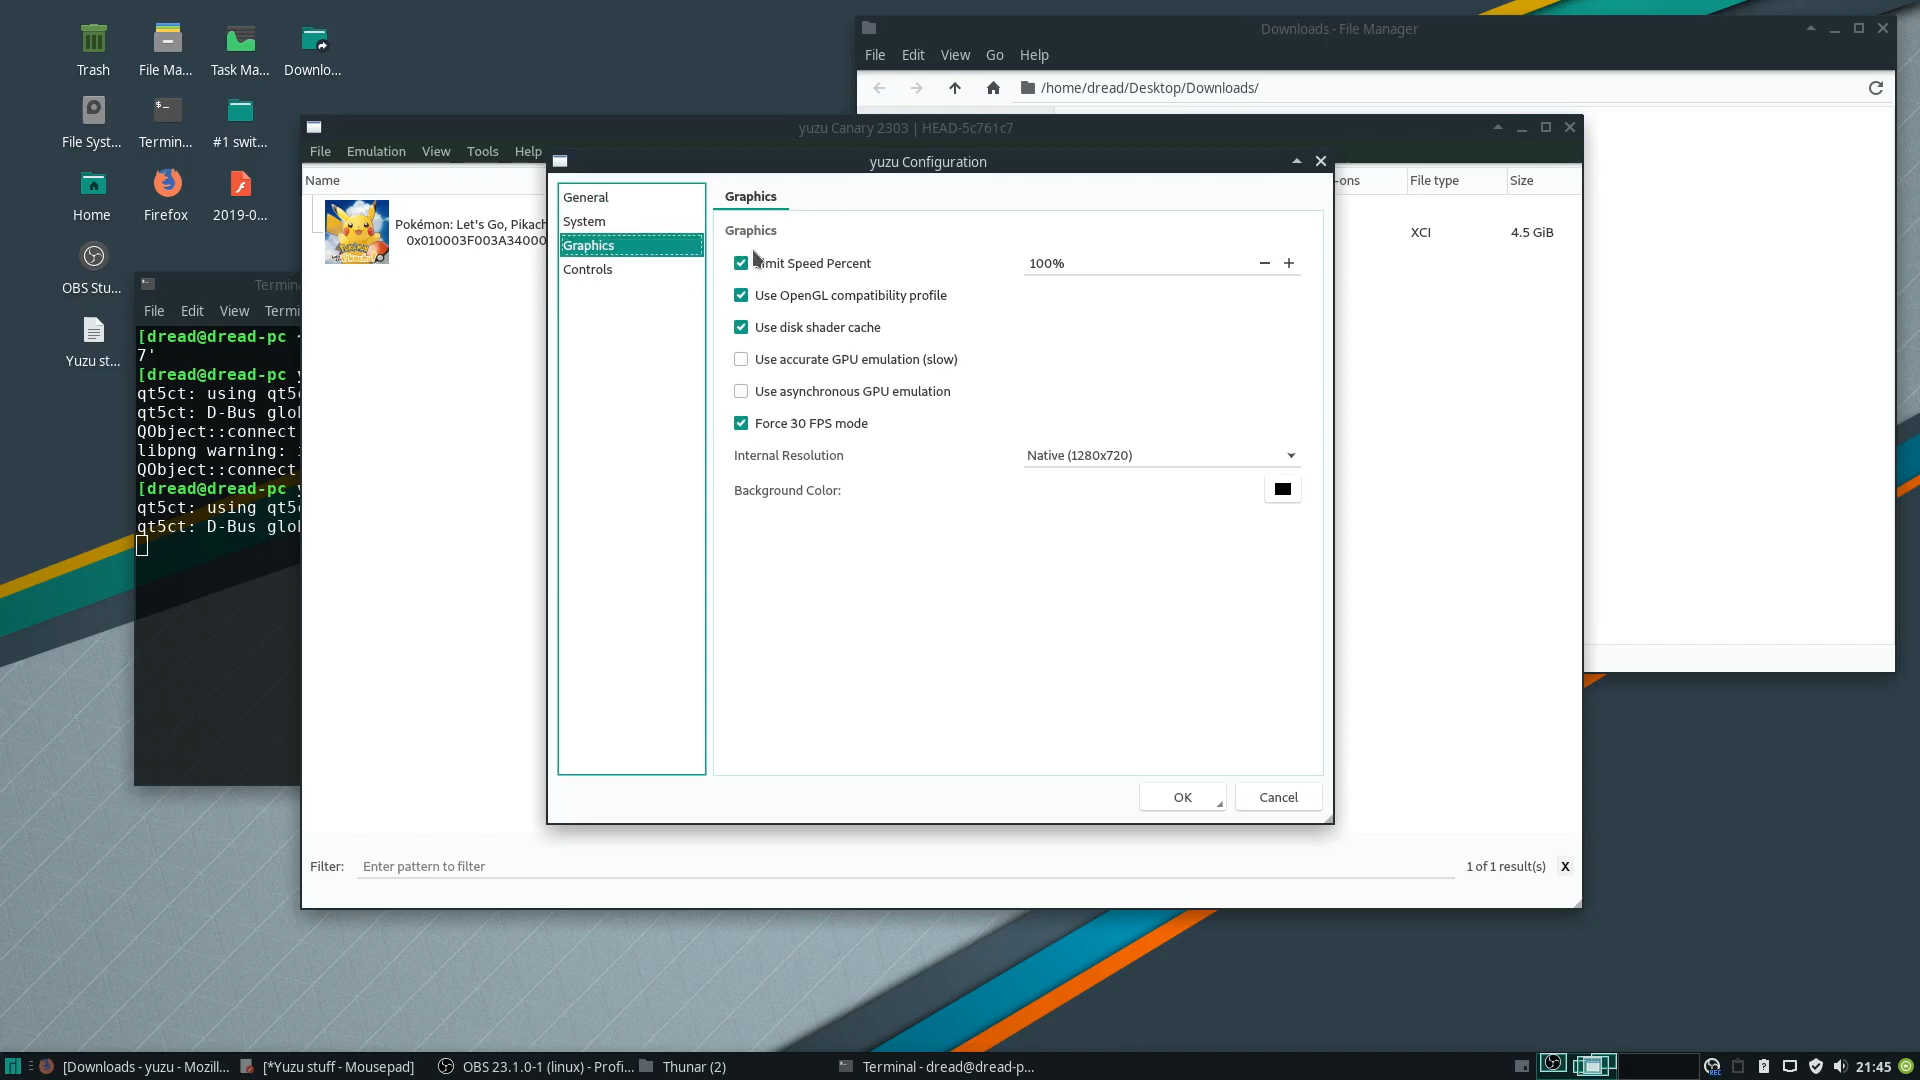 Trash
File Ma...
Task Ma...
Downlo...
File Syst...
Termin...
#1 swit...
Home
Firefox
2019-0...
OBS Stu...
Yuzu st...
Downloads - File Manager
File Edit View Go Help
/home/dread/Desktop/Downloads/
yuzu Canary 2303 | HEAD-5c761c7
File Emulation View Tools Help
Name
-ons
File type
Size
Pokémon: Let's Go, Pikach
0x010003F003A34000
XCI
4.5 GiB
yuzu Configuration
General
System
Graphics
Controls
Graphics
Graphics
Limit Speed Percent
100%
Use OpenGL compatibility profile
Use disk shader cache
Use accurate GPU emulation (slow)
Use asynchronous GPU emulation
Force 30 FPS mode
Internal Resolution
Native (1280x720)
Background Color:
OK
Cancel
Filter:
Enter pattern to filter
1 of 1 result(s)
X
Termin
File Edit View Termi
[dread@dread-pc ~
7'
[dread@dread-pc y
qt5ct: using qt5c
qt5ct: D-Bus glob
QObject::connect
libpng warning: i
QObject::connect
[dread@dread-pc y
qt5ct: using qt5c
qt5ct: D-Bus glob
[Downloads - yuzu - Mozill...
[*Yuzu stuff - Mousepad]
OBS 23.1.0-1 (linux) - Profi...
Thunar (2)
Terminal - dread@dread-p...
REC
21:45